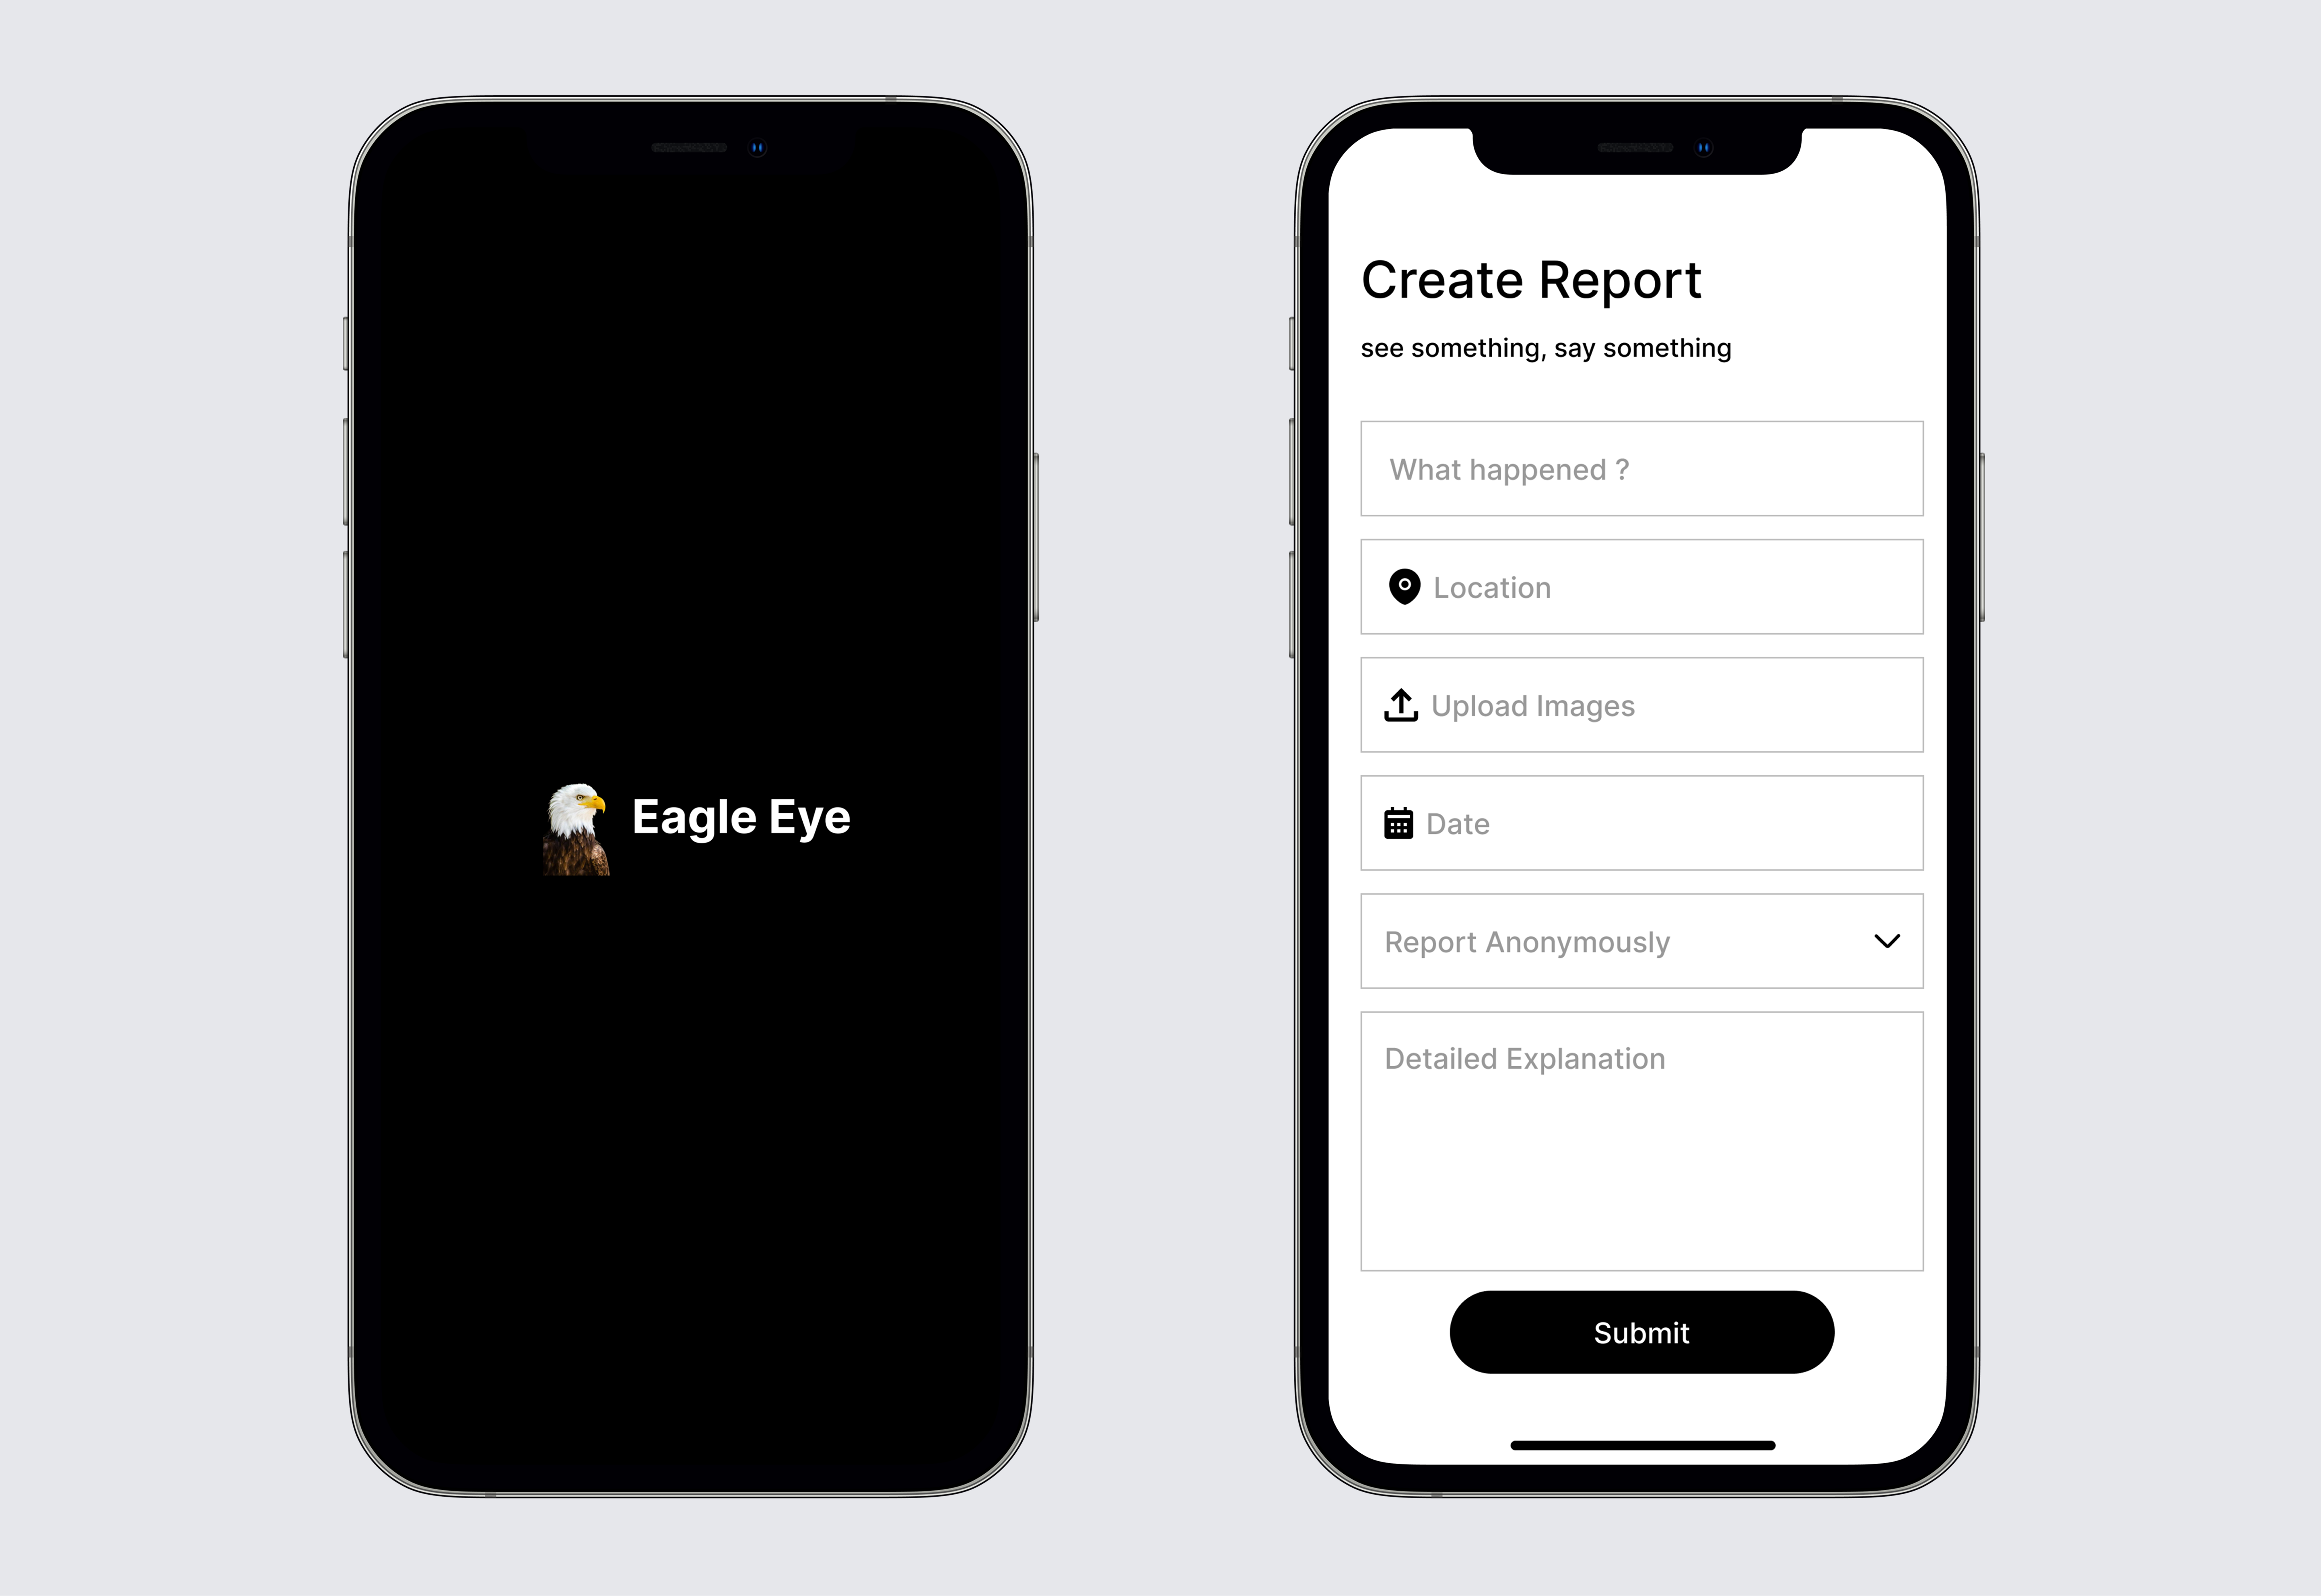 Eagle Eye
Create Report
see something, say something
What happened ?
Location
Upload Images
Date
Report Anonymously
Detailed Explanation
Submit